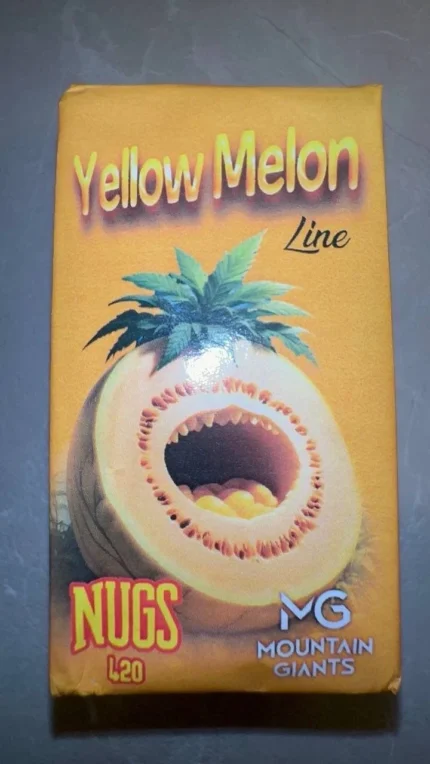 Yellow Melon
Line
NUGS
420
MG
MOUNTAIN
GIANTS